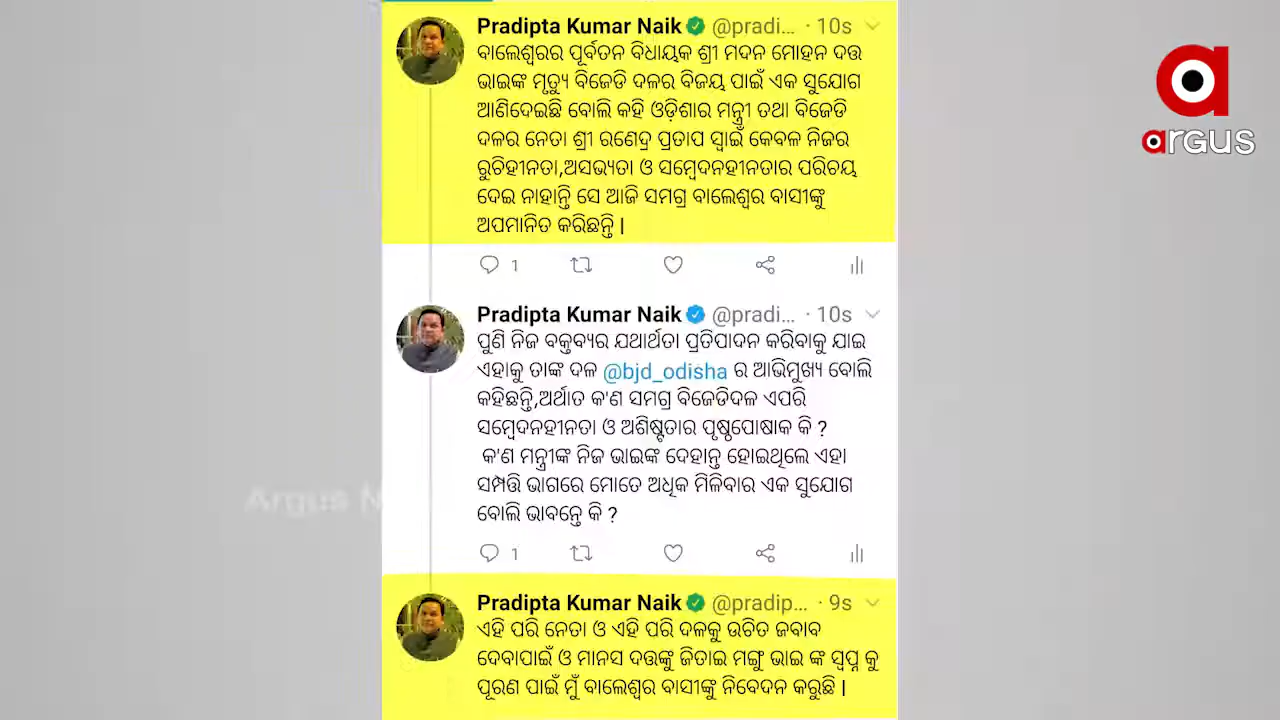 Pradipta Kumar Naik @pradi... · 10s
ବାଲେଶ୍ୱରର ପୂର୍ବତନ ବିଧାୟକ ଶ୍ରୀ ମଦନ ମୋହନ ଦତ୍ତ
ଭାଇଙ୍କ ମୃତ୍ୟୁ ବିଜେଡି ଦଳର ବିଜୟ ପାଇଁ ଏକ ସୁଯୋଗ
ଆଣିଦେଇଛି ବୋଲି କହି ଓଡ଼ିଶାର ମନ୍ତ୍ରୀ ତଥା ବିଜେଡି
ଦଳର ନେତା ଶ୍ରୀ ରଣେନ୍ଦ୍ର ପ୍ରତାପ ସ୍ୱାଇଁ କେବଳ ନିଜର
ରୁଚିହୀନତା,ଅସଭ୍ୟତା ଓ ସମ୍ବେଦନହୀନତାର ପରିଚୟ
ଦେଇ ନାହାନ୍ତି ସେ ଆଜି ସମଗ୍ର ବାଲେଶ୍ୱର ବାସୀଙ୍କୁ
ଅପମାନିତ କରିଛନ୍ତି |
1
Pradipta Kumar Naik @pradi... · 10s
ପୁଣି ନିଜ ବକ୍ତବ୍ୟର ଯଥାର୍ଥତା ପ୍ରତିପାଦନ କରିବାକୁ ଯାଇ
ଏହାକୁ ତାଙ୍କ ଦଳ @bjd_odisha ର ଆଭିମୁଖ୍ୟ ବୋଲି
କହିଛନ୍ତି,ଅର୍ଥାତ କ'ଣ ସମଗ୍ର ବିଜେଡିଦଳ ଏପରି
ସମ୍ବେଦନହୀନତା ଓ ଅଶିଷ୍ଟତାର ପୃଷ୍ଠପୋଷାକ କି ?
କ'ଣ ମନ୍ତ୍ରୀଙ୍କ ନିଜ ଭାଇଙ୍କ ଦେହାନ୍ତ ହୋଇଥିଲେ ଏହା
ସମ୍ପତ୍ତି ଭାଗରେ ମୋତେ ଅଧିକ ମିଳିବାର ଏକ ସୁଯୋଗ
ବୋଲି ଭାବନ୍ତେ କି ?
1
Pradipta Kumar Naik @pradip... · 9s
ଏହି ପରି ନେତା ଓ ଏହି ପରି ଦଳକୁ ଉଚିତ ଜବାବ
ଦେବାପାଇଁ ଓ ମାନସ ଦତ୍ତଙ୍କୁ ଜିତାଇ ମଙ୍ଗୁ ଭାଇ ଙ୍କ ସ୍ୱପ୍ନ କୁ
ପୂରଣ ପାଇଁ ମୁଁ ବାଲେଶ୍ୱର ବାସୀଙ୍କୁ ନିବେଦନ କରୁଛି |
argus
Argus